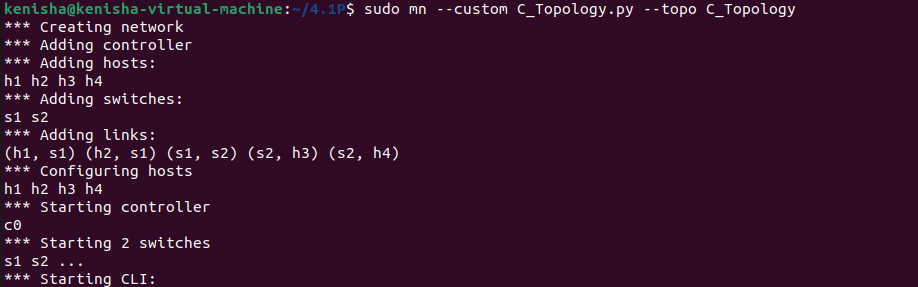 kenisha@kenisha-virtual-machine:~/4.1P$ sudo mn --custom C_Topology.py --topo C_Topology
*** Creating network
*** Adding controller
*** Adding hosts:
h1 h2 h3 h4
*** Adding switches:
s1 s2
*** Adding links:
(h1, s1) (h2, s1) (s1, s2) (s2, h3) (s2, h4)
*** Configuring hosts
h1 h2 h3 h4
*** Starting controller
c0
*** Starting 2 switches
s1 s2 ...
*** Starting CLI: